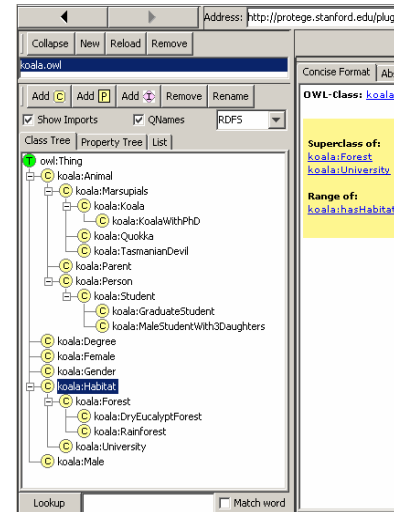 Address: http://protege.stanford.edu/plug
Collapse New Reload Remove
koala.owl
Concise Format Abs
Add C Add P Add I Remove Rename
OWL-Class: koala
Show Imports QNames RDFS
Class Tree Property Tree List
T owl:Thing
C koala:Animal
C koala:Marsupials
C koala:Koala
C koala:KoalaWithPhD
C koala:Quokka
C koala:TasmanianDevil
C koala:Parent
C koala:Person
C koala:Student
C koala:GraduateStudent
C koala:MaleStudentWith3Daughters
C koala:Degree
C koala:Female
C koala:Gender
C koala:Habitat
C koala:Forest
C koala:DryEucalyptForest
C koala:Rainforest
C koala:University
C koala:Male
Superclass of:
koala:Forest
koala:University
Range of:
koala:hasHabitat
Lookup Match word